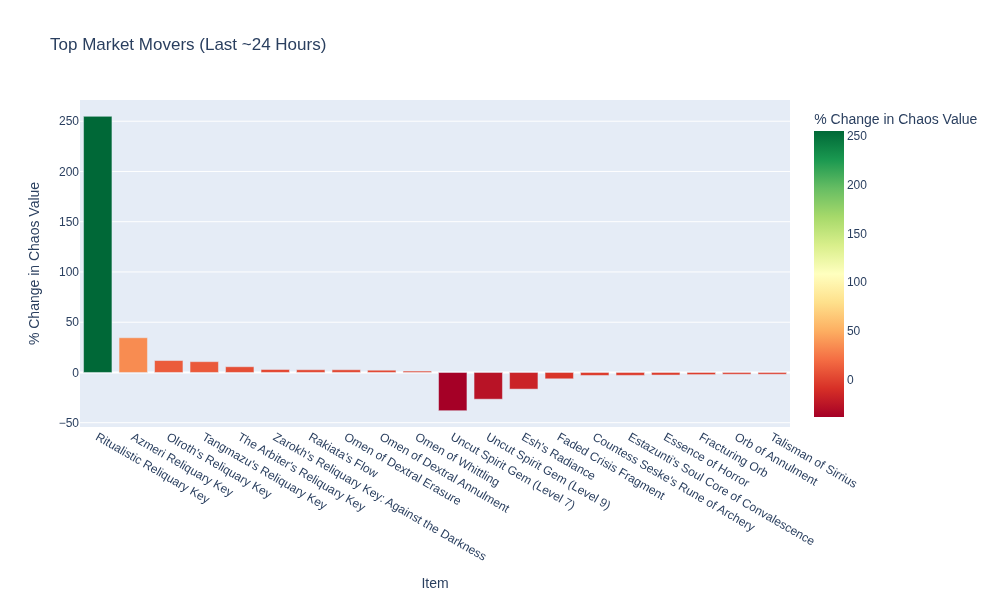 Top Market Movers (Last ~24 Hours)
% Change in Chaos Value
250
200
150
100
50
0
−50
Ritualistic Reliquary Key
Azmeri Reliquary Key
Olroth's Reliquary Key
Tangmazu's Reliquary Key
The Arbiter's Reliquary Key
Zarokh's Reliquary Key: Against the Darkness
Rakiata's Flow
Omen of Dextral Erasure
Omen of Dextral Annulment
Omen of Whittling
Uncut Spirit Gem (Level 7)
Uncut Spirit Gem (Level 9)
Esh's Radiance
Faded Crisis Fragment
Countess Seske's Rune of Archery
Estazunti's Soul Core of Convalescence
Essence of Horror
Fracturing Orb
Orb of Annulment
Talisman of Sirrius
Item
% Change in Chaos Value
250
200
150
100
50
0